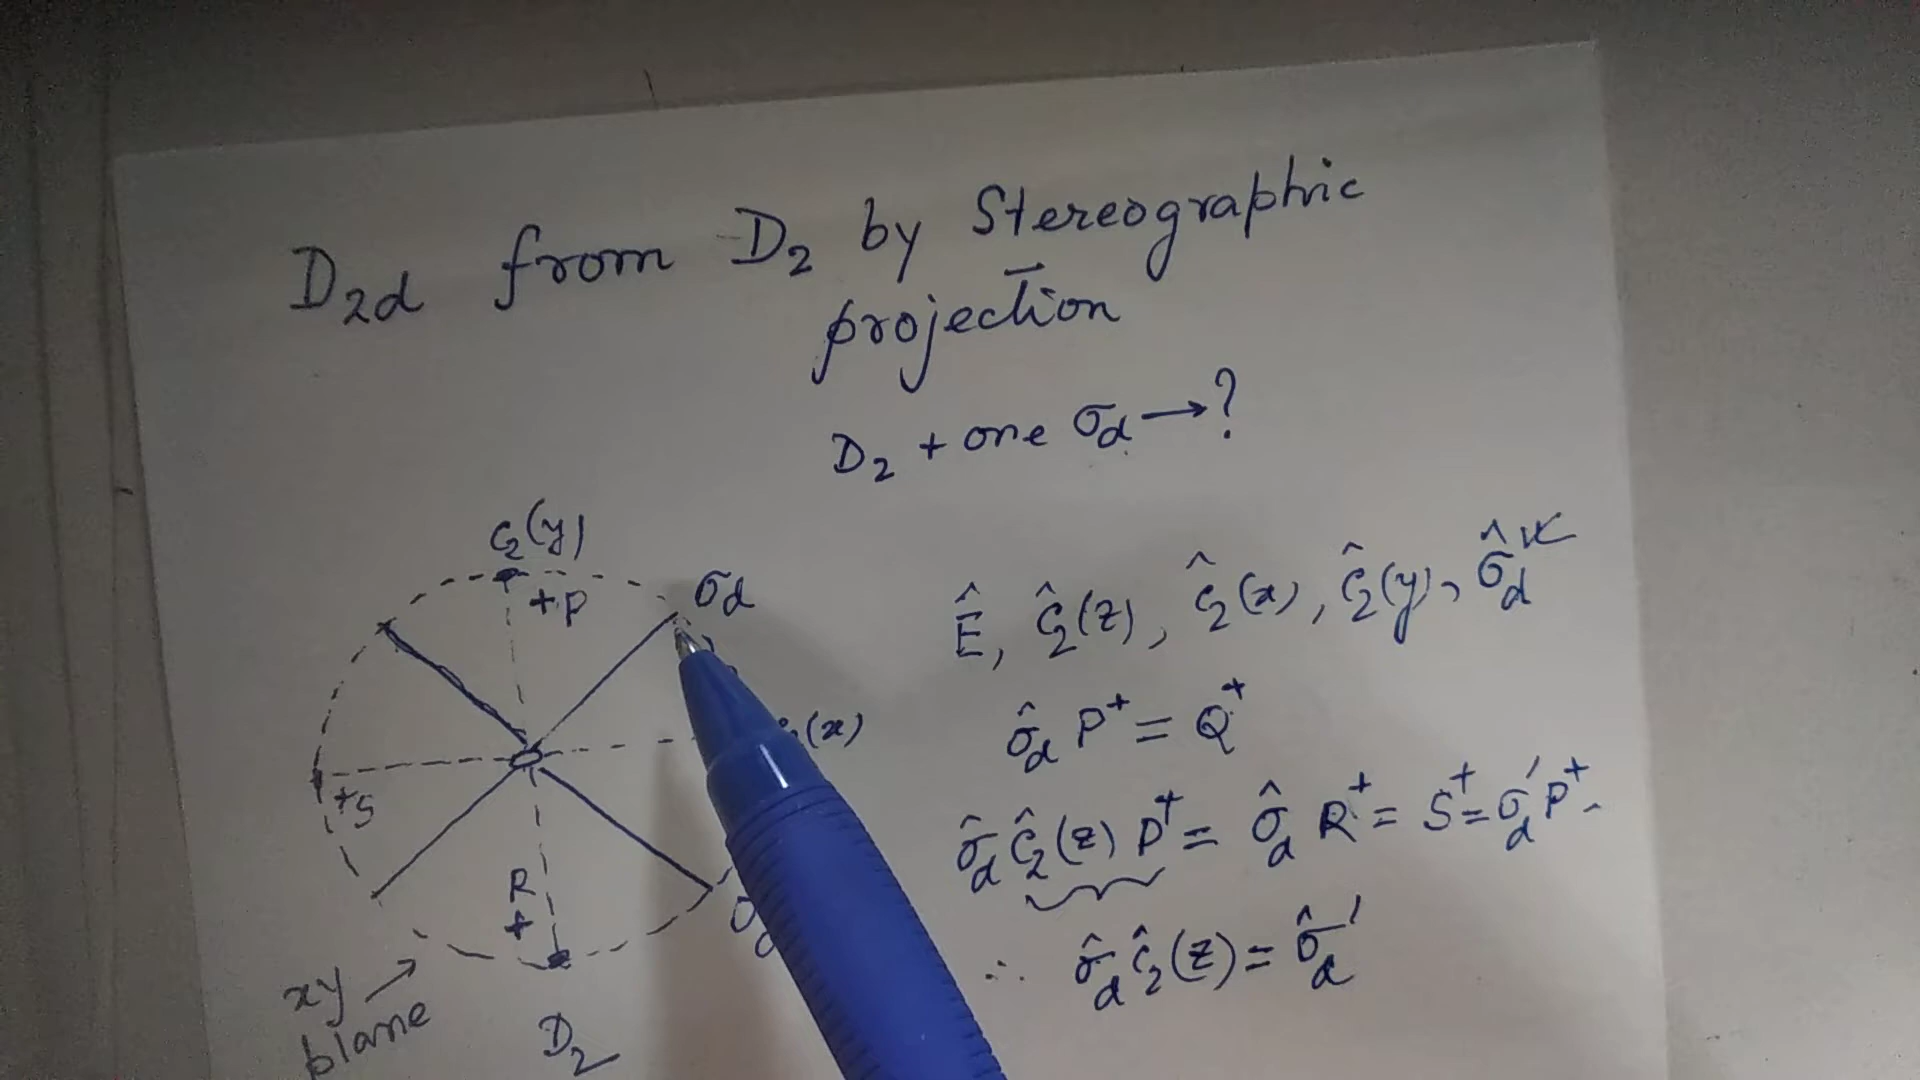 D₂d from D₂ by Stereographic
projection
D₂ + one σd → ?
C₂(y)
+P
σd
(x)
+S
R
+
xy →
plane
D₂
Ê, Ĉ₂(z), Ĉ₂(x), Ĉ₂(y), σ̂d
σ̂d P⁺ = Q⁺
σ̂d Ĉ₂(z) P⁺ = σ̂d R⁺ = S⁺ = σd′ P⁺
∴ σ̂d Ĉ₂(z) = σ̂d′